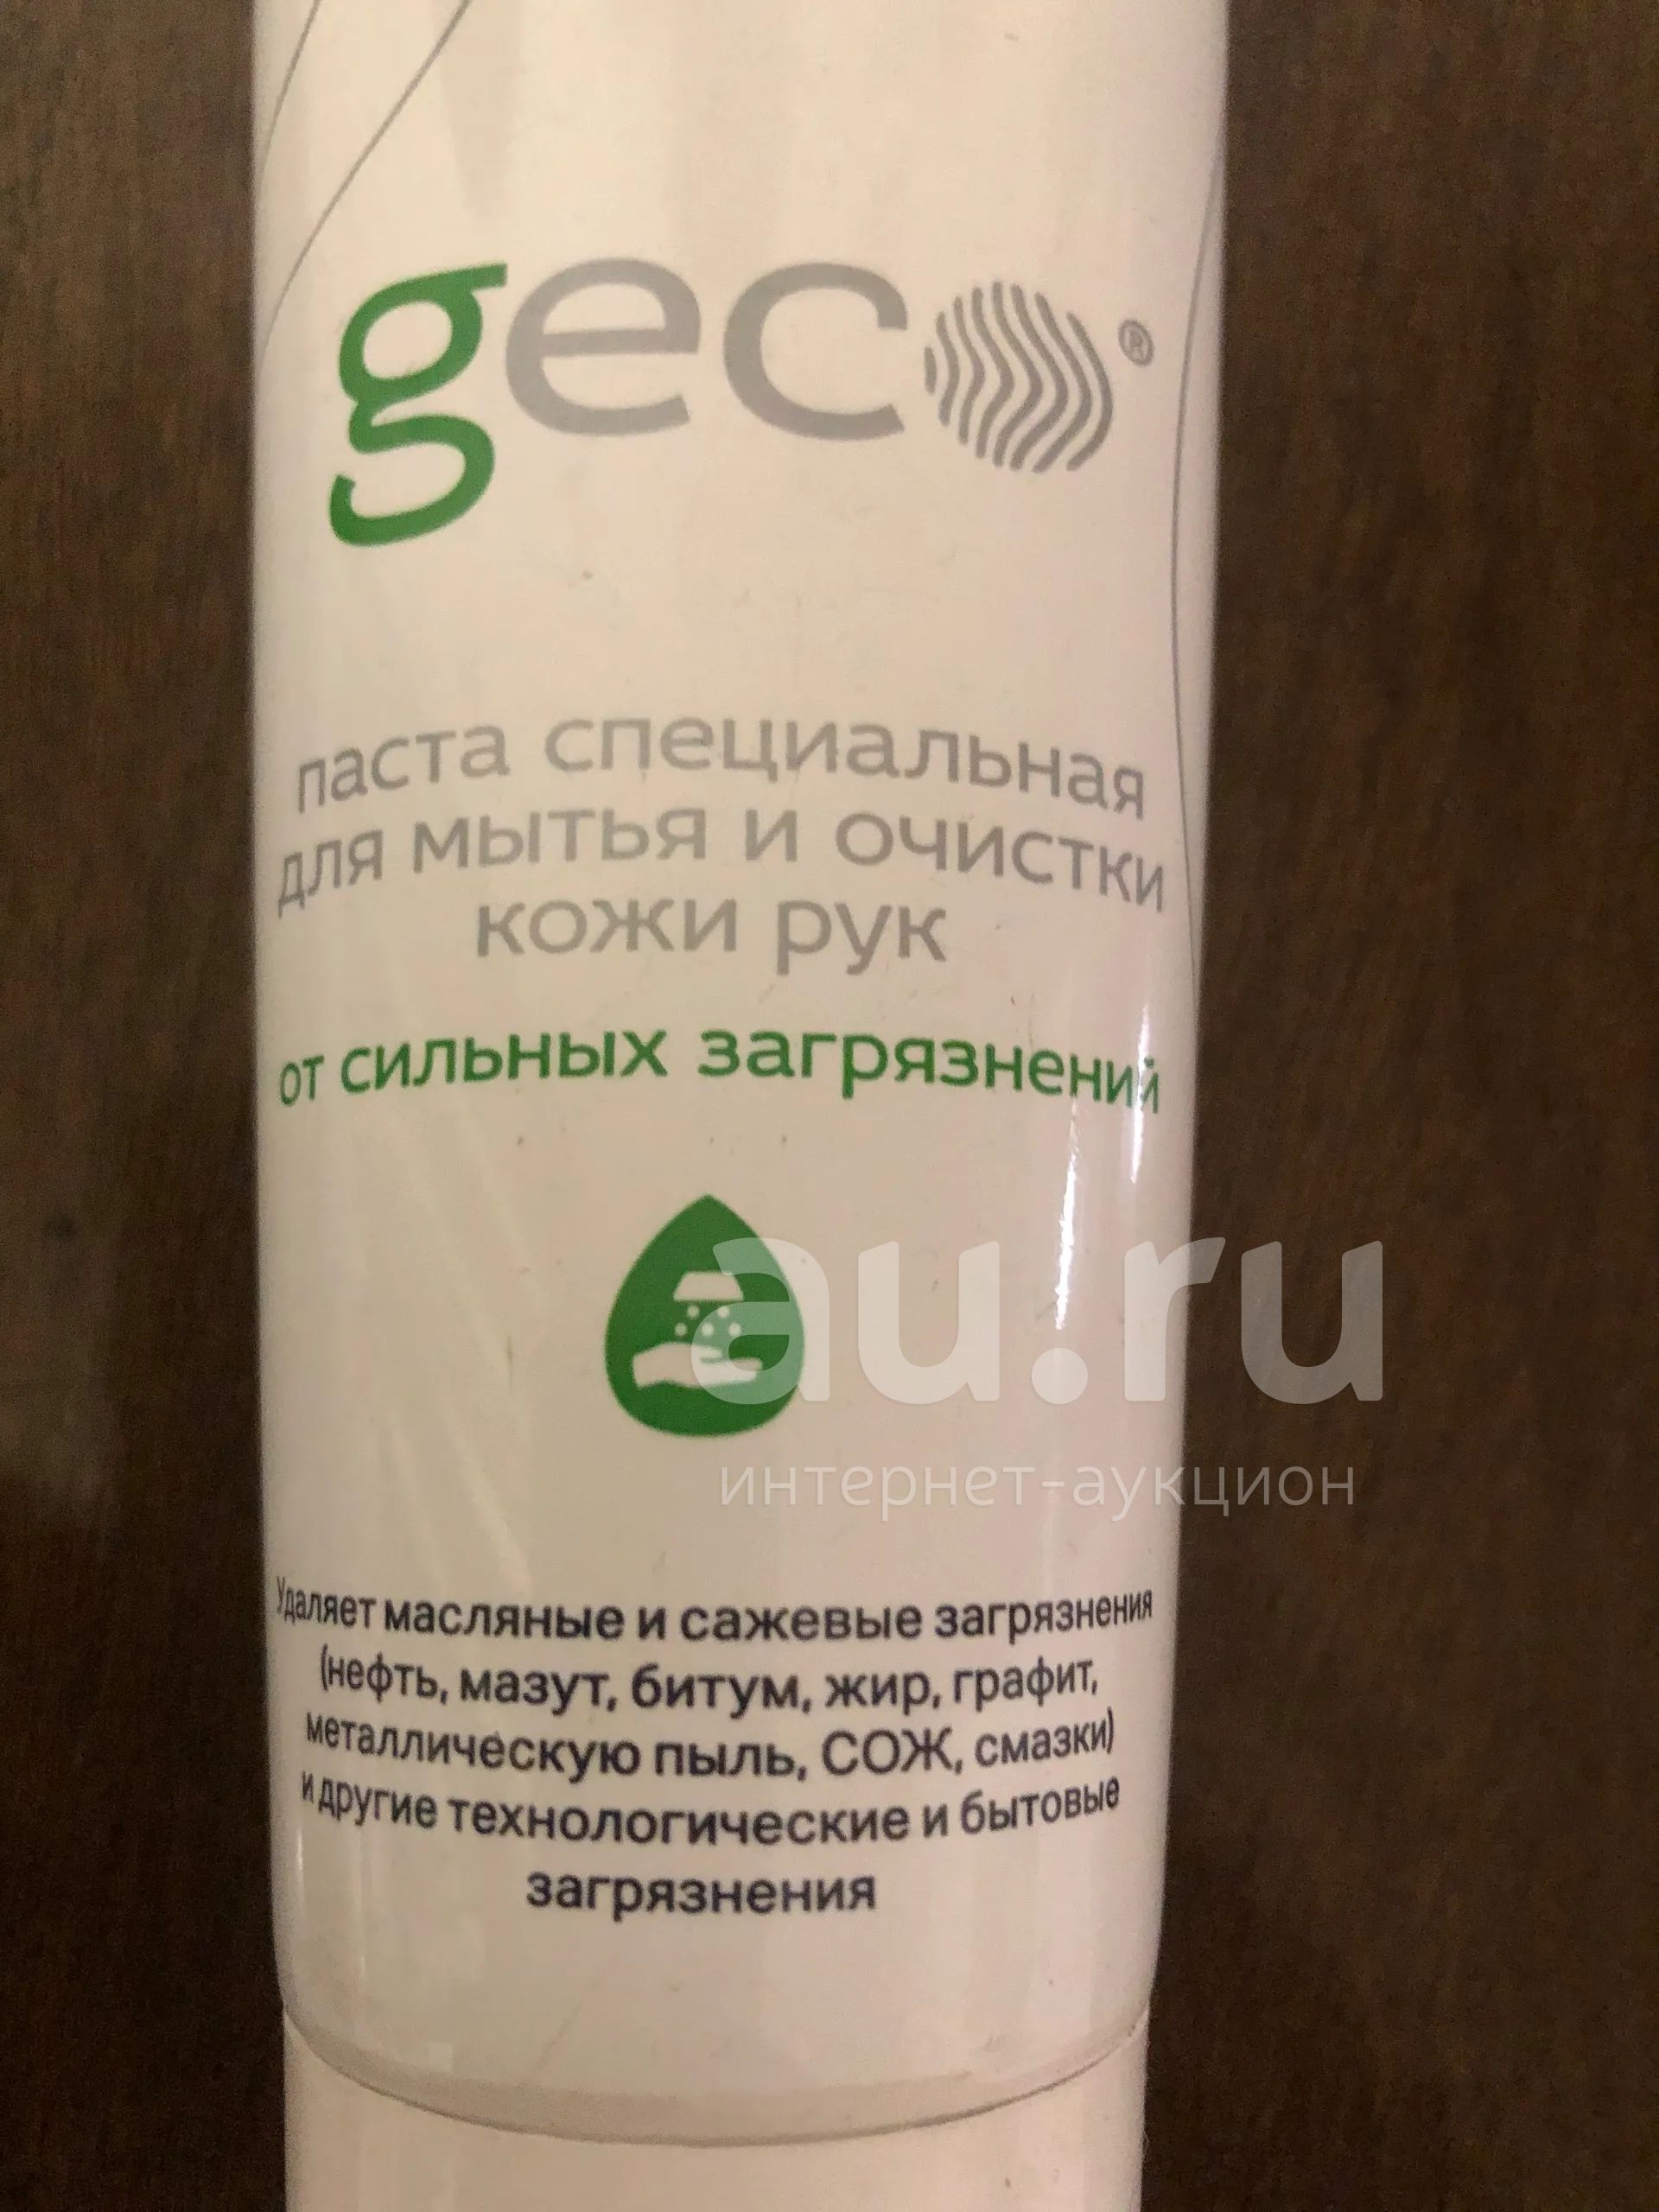 geco®
паста специальная
для мытья и очистки
кожи рук
от сильных загрязнений
au.ru
интернет-аукцион
Удаляет масляные и сажевые загрязнения
(нефть, мазут, битум, жир, графит,
металлическую пыль, СОЖ, смазки)
и другие технологические и бытовые
загрязнения